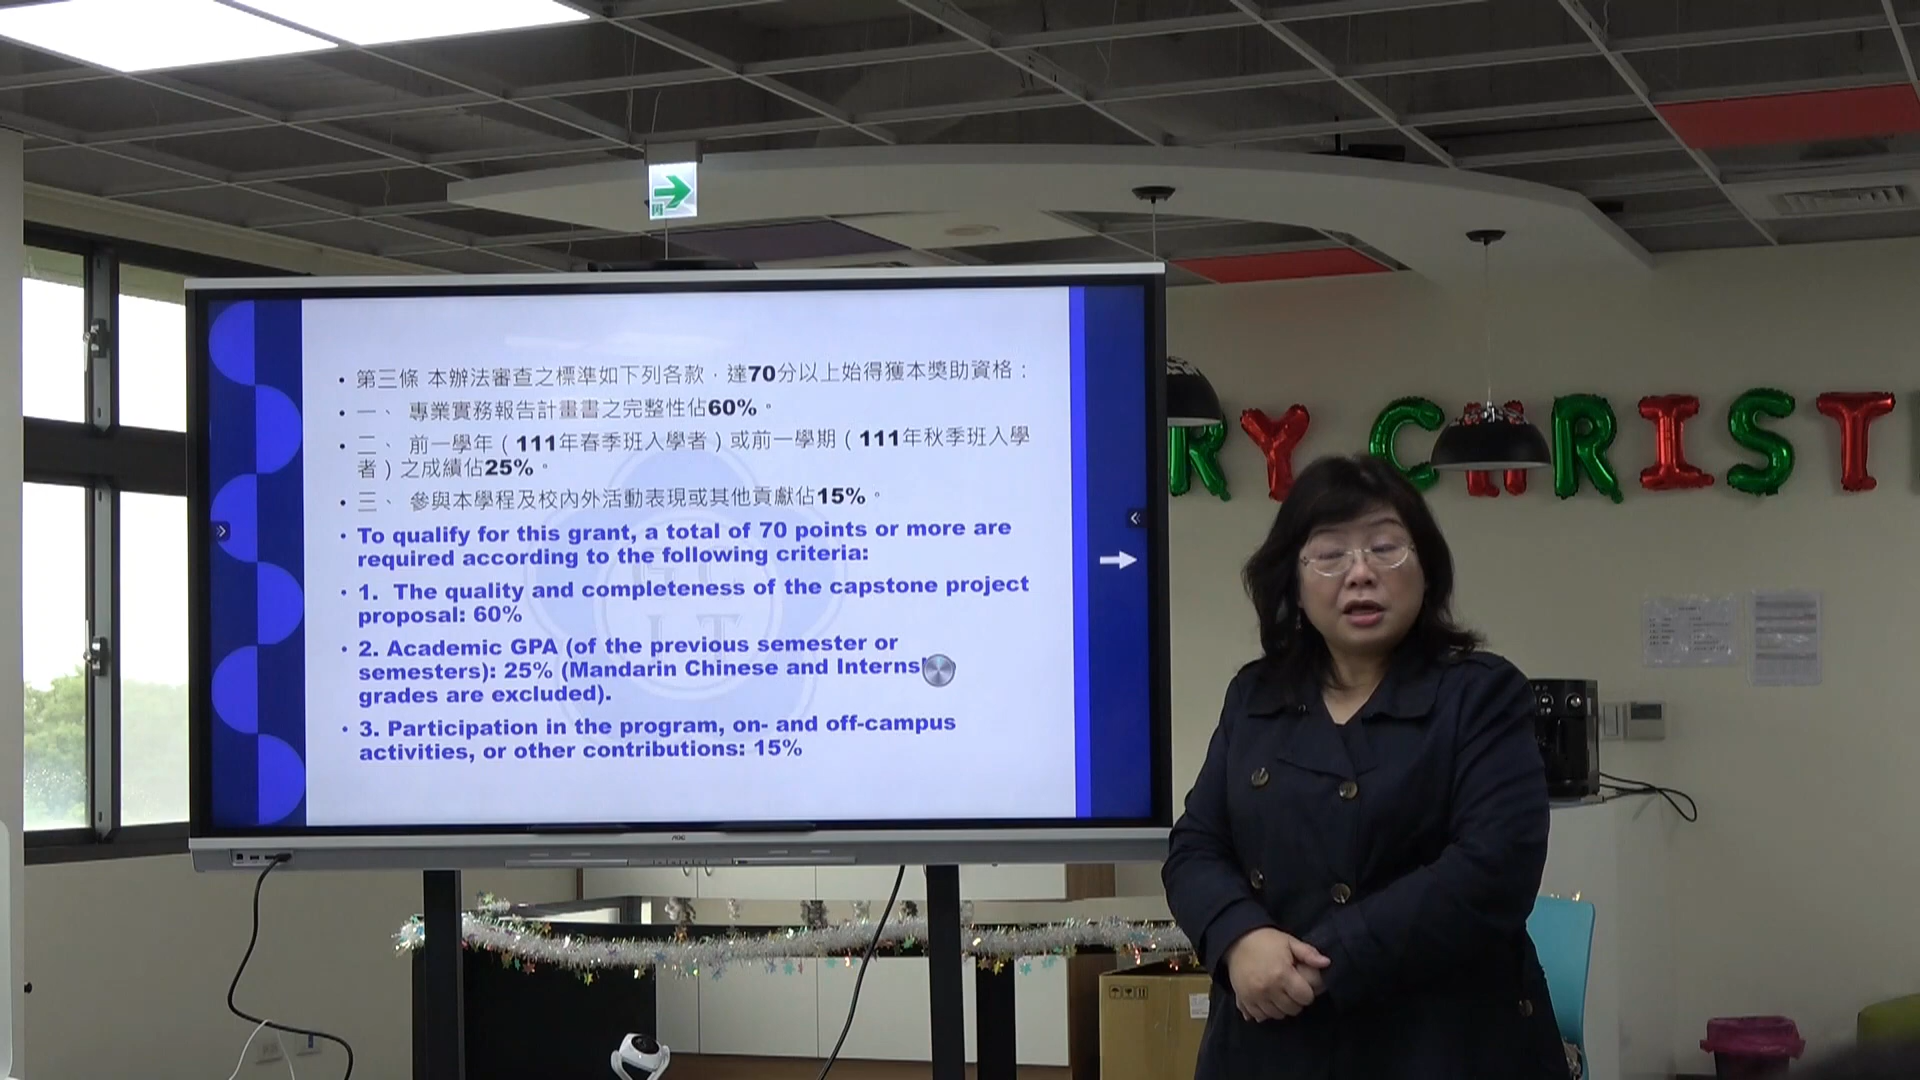 第三條 本辦法審查之標準如下列各款，達70分以上始得獲本獎助資格：
一、 專業實務報告計畫書之完整性佔60%。
二、 前一學年（111年春季班入學者）或前一學期（111年秋季班入學
者）之成績佔25%。
三、 參與本學程及校內外活動表現或其他貢獻佔15%。
To qualify for this grant, a total of 70 points or more are
required according to the following criteria:
1. The quality and completeness of the capstone project
proposal: 60%
2. Academic GPA (of the previous semester or
semesters): 25% (Mandarin Chinese and
grades are excluded).
3. Participation in the program, on- and off-campus
activities, or other contributions: 15%
AOC
RY CHRIST